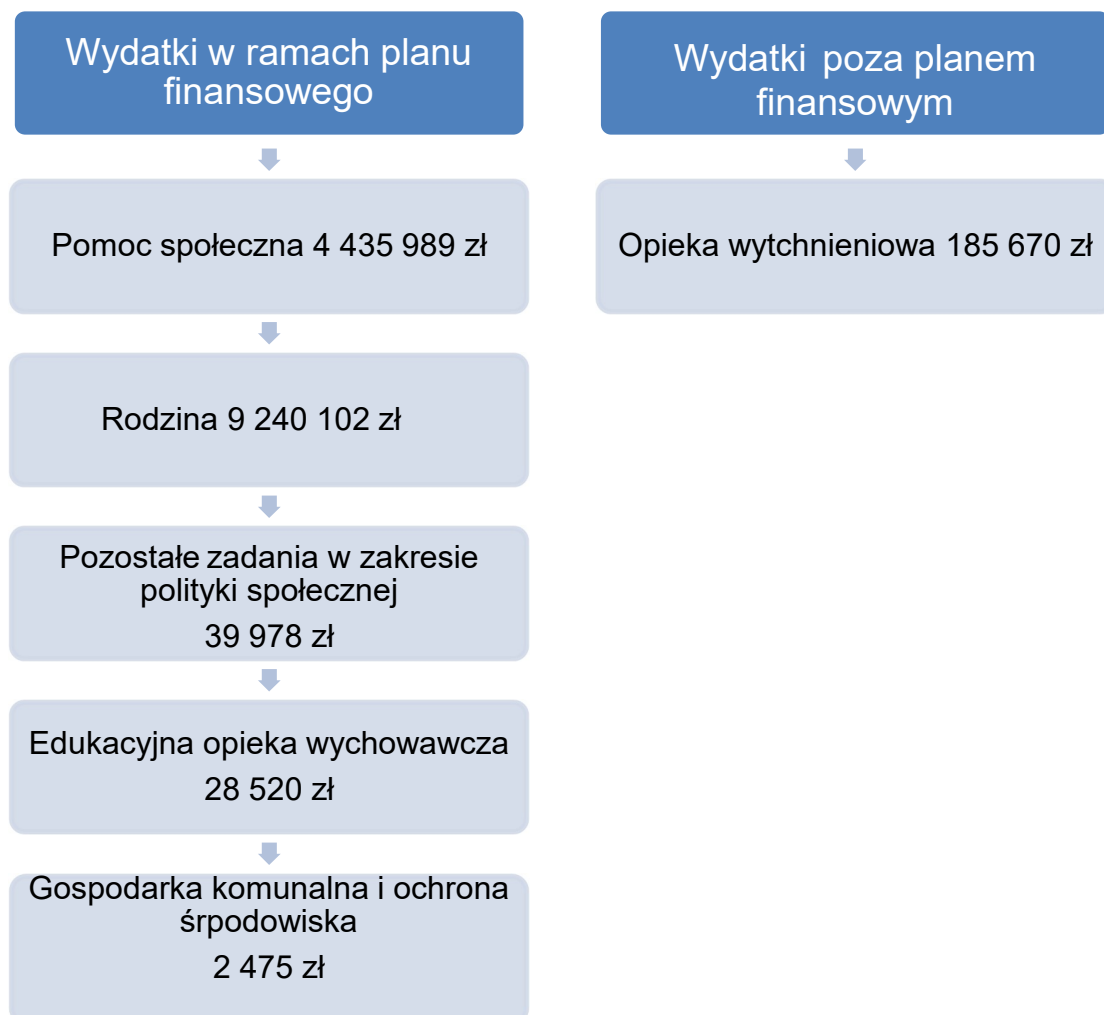 Wydatki w ramach planu
finansowego
Pomoc społeczna 4 435 989 zł
Rodzina 9 240 102 zł
Pozostałe zadania w zakresie
polityki społecznej
39 978 zł
Edukacyjna opieka wychowawcza
28 520 zł
Gospodarka komunalna i ochrona
śrpodowiska
2 475 zł
Wydatki poza planem
finansowym
Opieka wytchnieniowa 185 670 zł